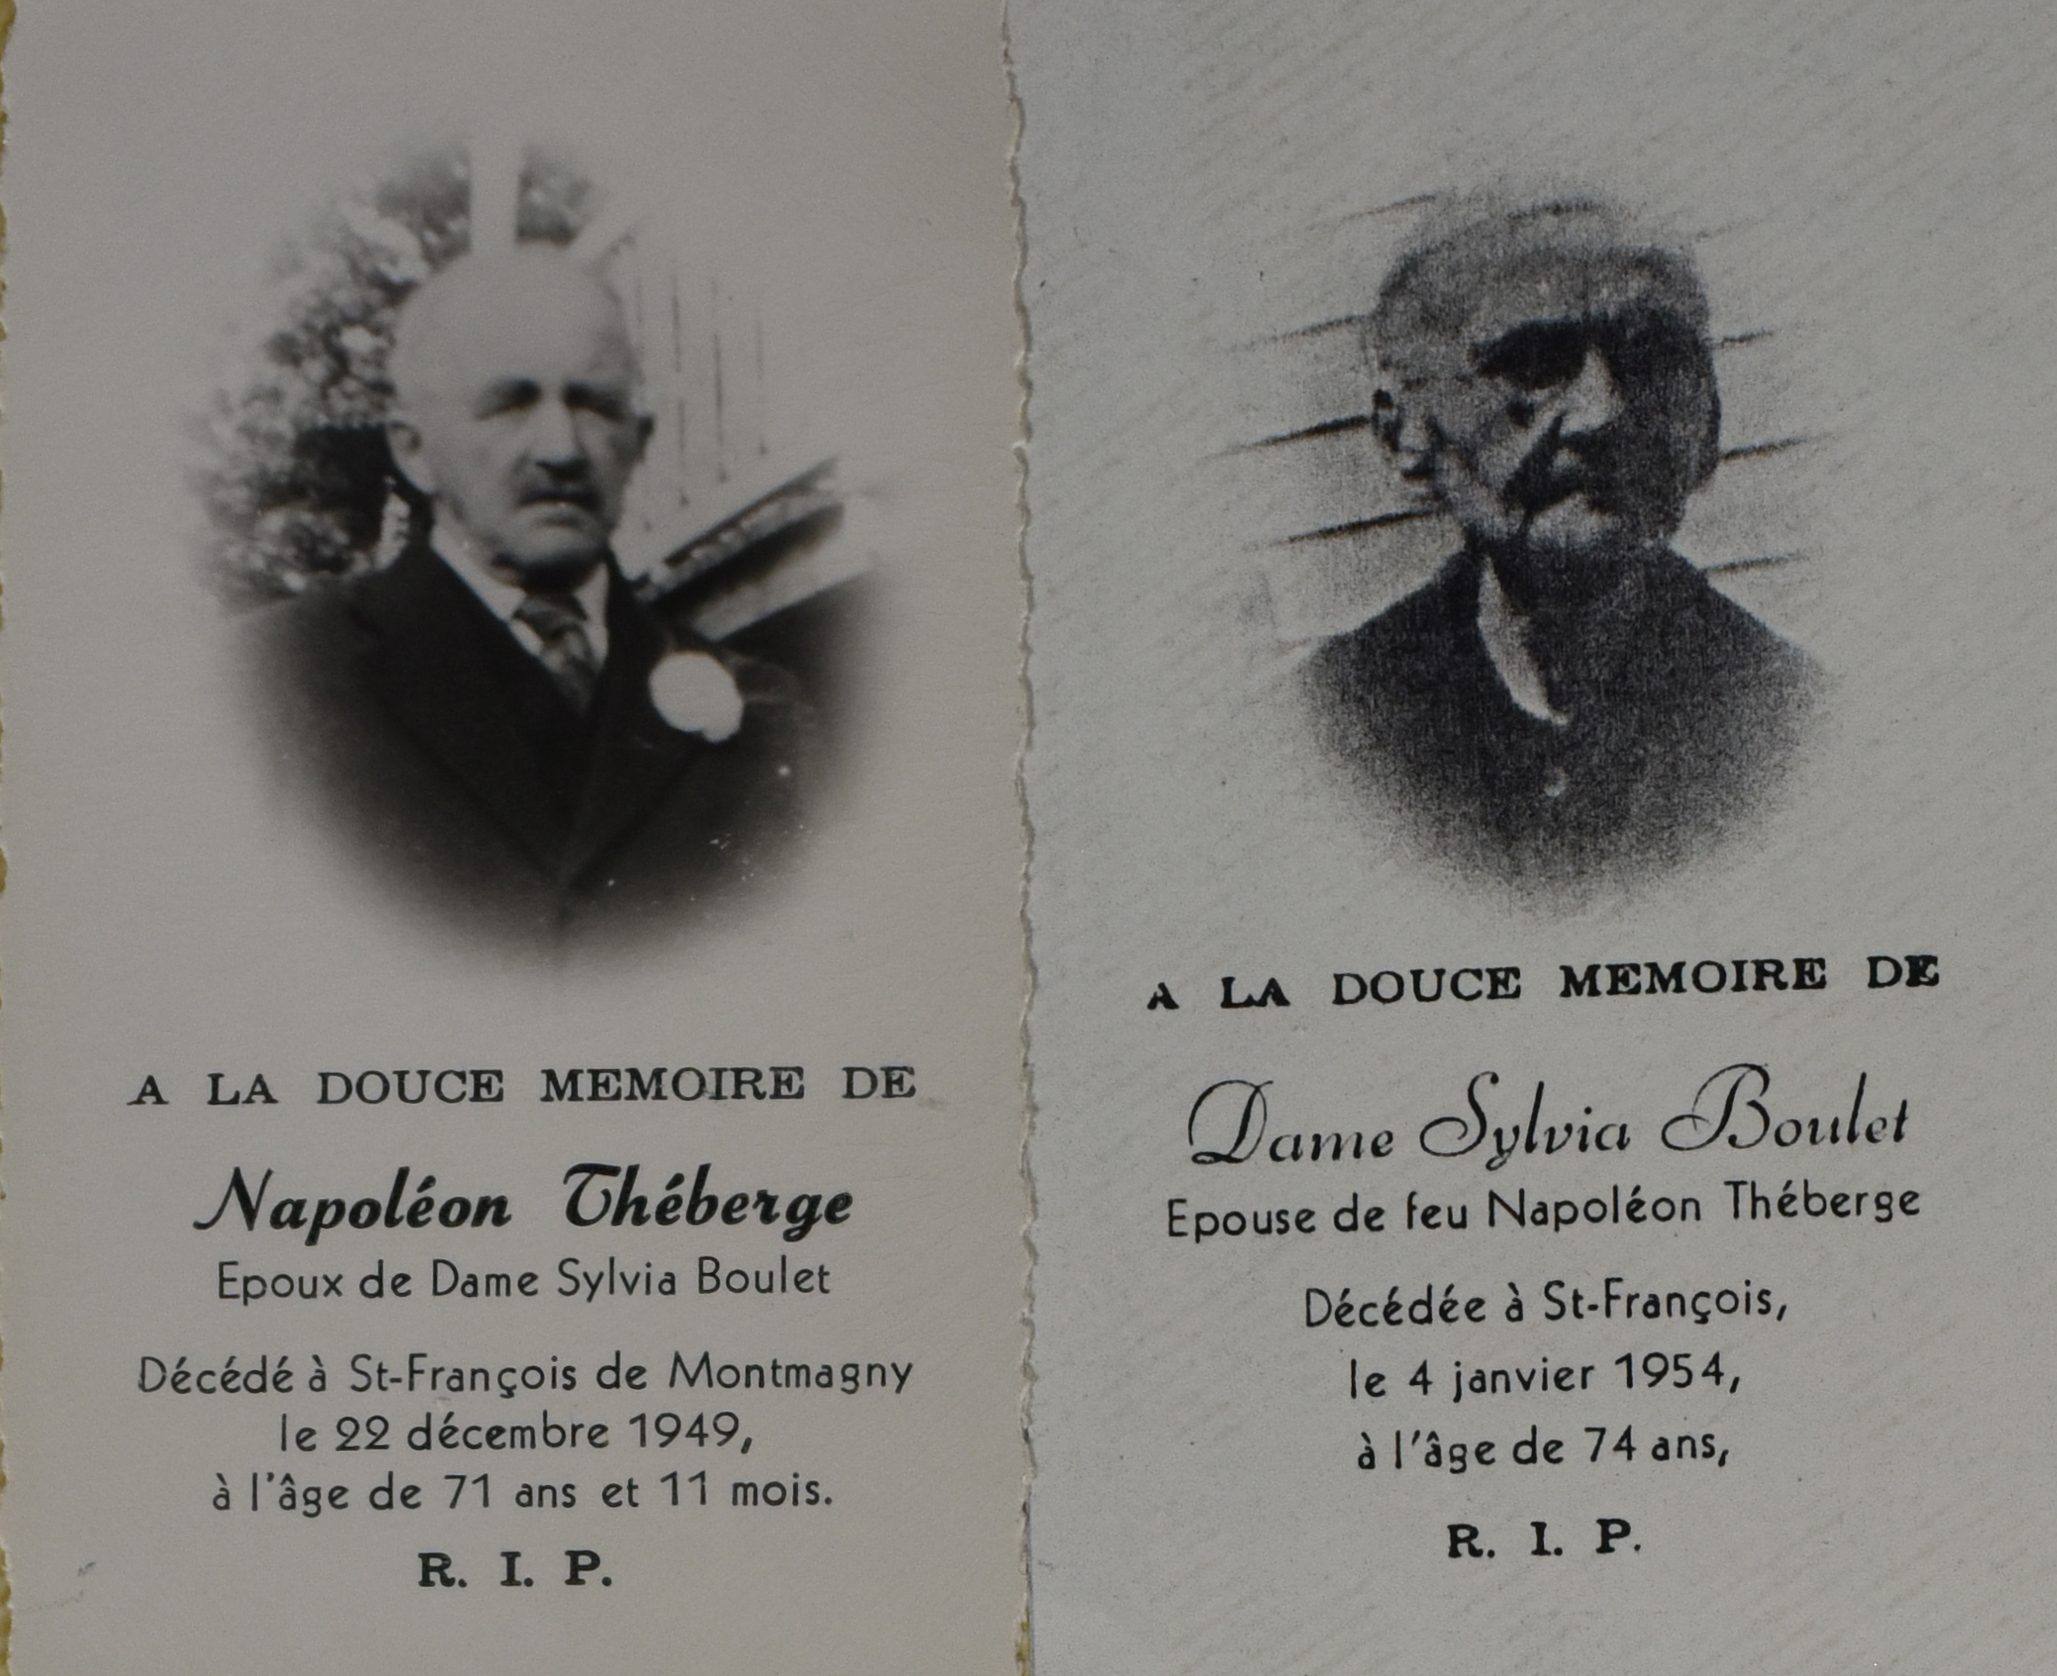 A LA DOUCE MEMOIRE DE
Napoléon Théberge
Epoux de Dame Sylvia Boulet
Décédé à St-François de Montmagny
le 22 décembre 1949,
à l'âge de 71 ans et 11 mois.
R. I. P.
A LA DOUCE MEMOIRE DE
Dame Sylvia Boulet
Epouse de feu Napoléon Théberge
Décédée à St-François,
le 4 janvier 1954,
à l'âge de 74 ans,
R. I. P.